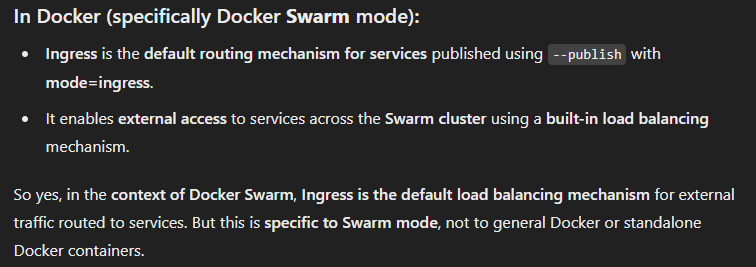 In Docker (specifically Docker Swarm mode):
• Ingress is the default routing mechanism for services published using --publish with
mode=ingress.
• It enables external access to services across the Swarm cluster using a built-in load balancing
mechanism.
So yes, in the context of Docker Swarm, Ingress is the default load balancing mechanism for external
traffic routed to services. But this is specific to Swarm mode, not to general Docker or standalone
Docker containers.